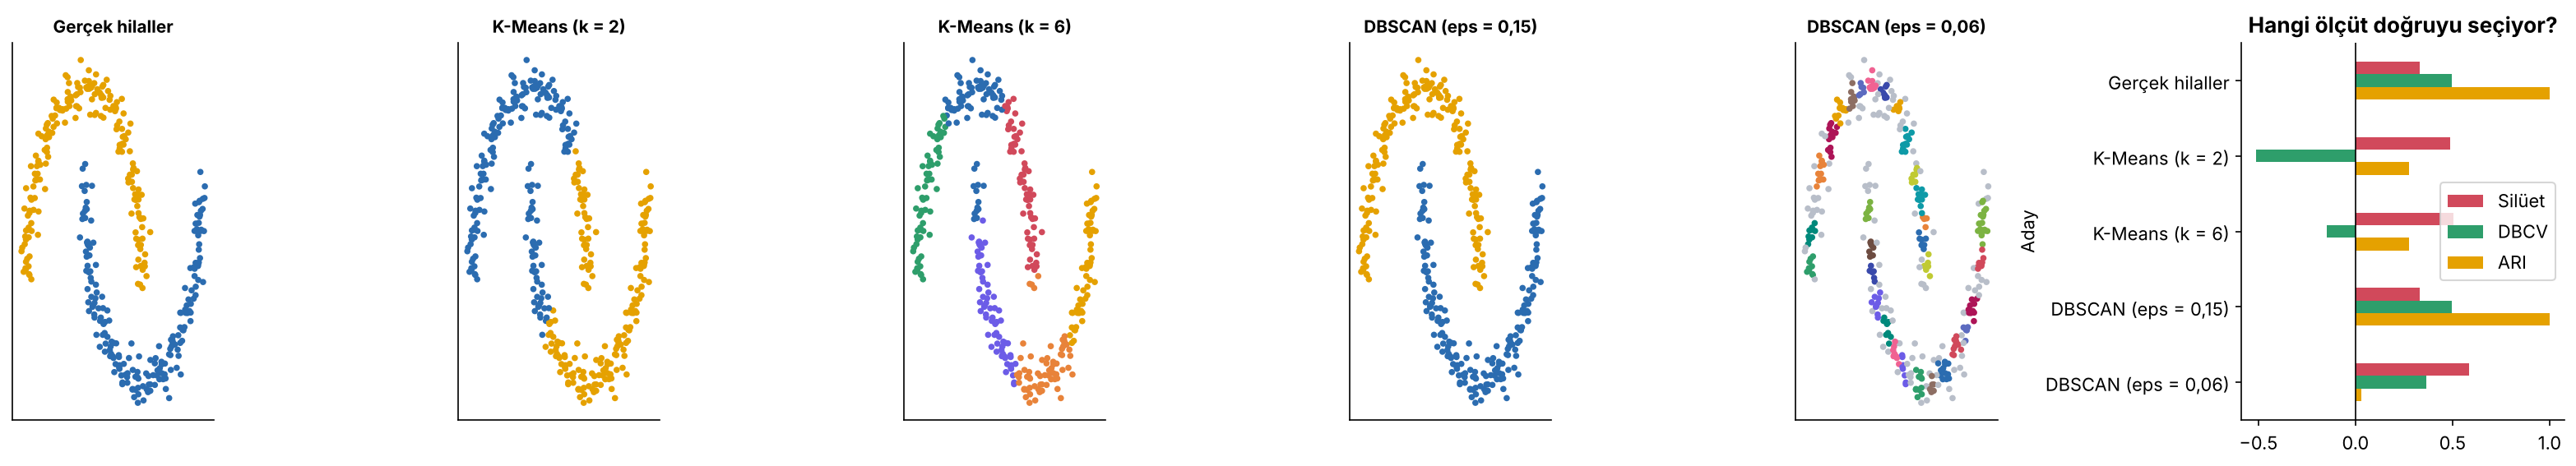 Gerçek hilaller
K-Means (k = 2)
K-Means (k = 6)
DBSCAN (eps = 0,15)
DBSCAN (eps = 0,06)
Hangi ölçüt doğruyu seçiyor?
Aday
Gerçek hilaller
K-Means (k = 2)
K-Means (k = 6)
DBSCAN (eps = 0,15)
DBSCAN (eps = 0,06)
Silüet
DBCV
ARI
−0.5 0.0 0.5 1.0